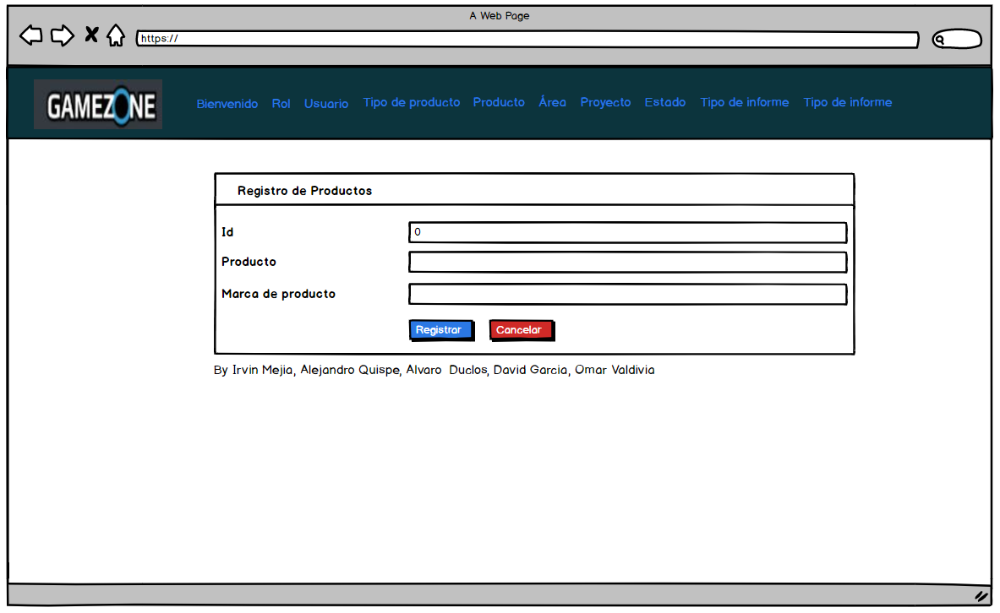 A Web Page
https://
GAMEZONE
Bienvenido Rol Usuario Tipo de producto Producto Área Proyecto Estado Tipo de informe Tipo de informe
Registro de Productos
Id 0
Producto
Marca de producto
Registrar Cancelar
By Irvin Mejia, Alejandro Quispe, Alvaro Duclos, David Garcia, Omar Valdivia